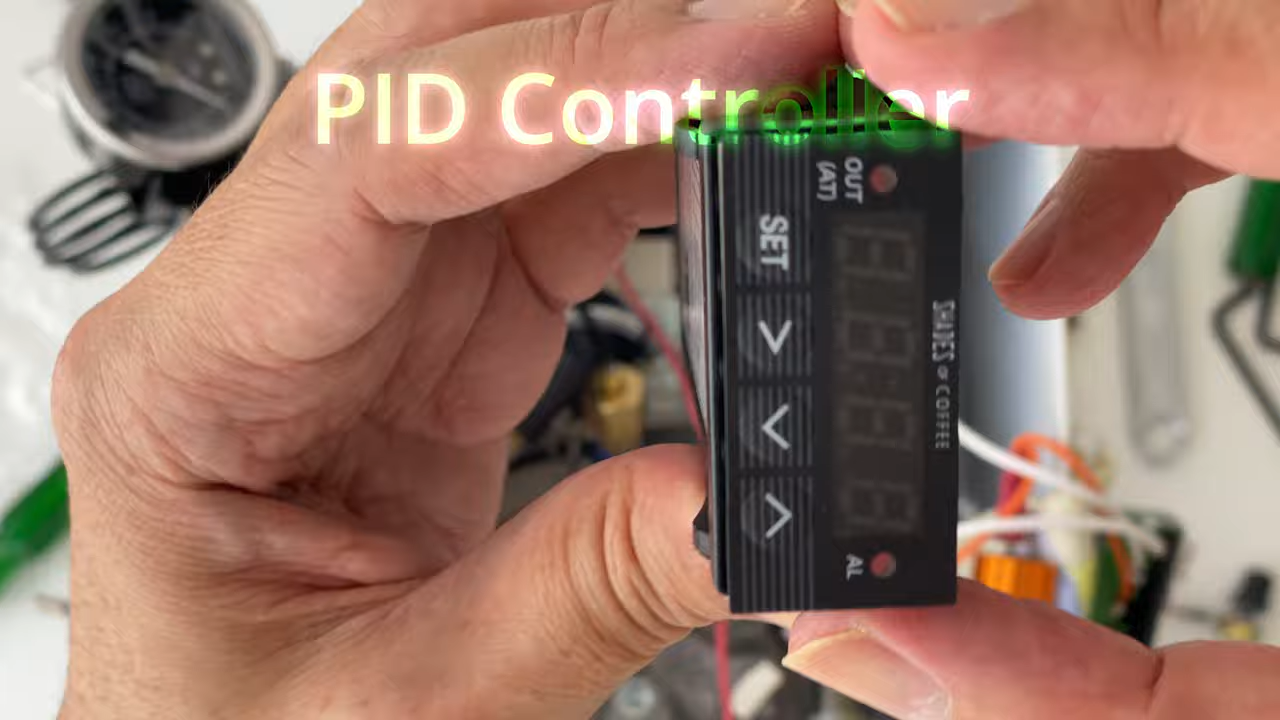 PID Controller
OUT
(AT)
SET
SHADES OF COFFEE
AL